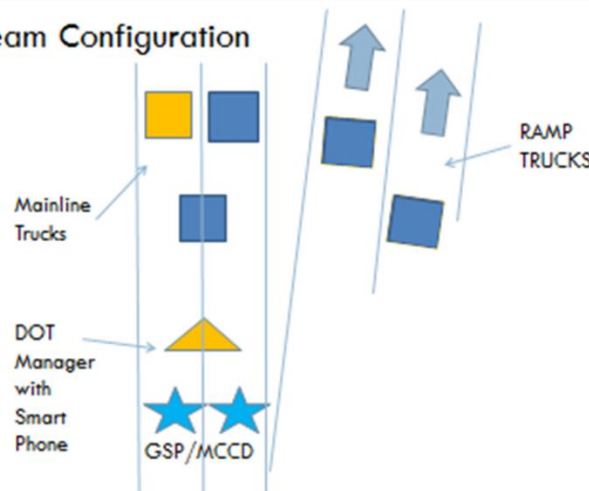 eam Configuration
RAMP
TRUCKS
Mainline
Trucks
DOT
Manager
with
Smart
Phone
GSP/MCCD